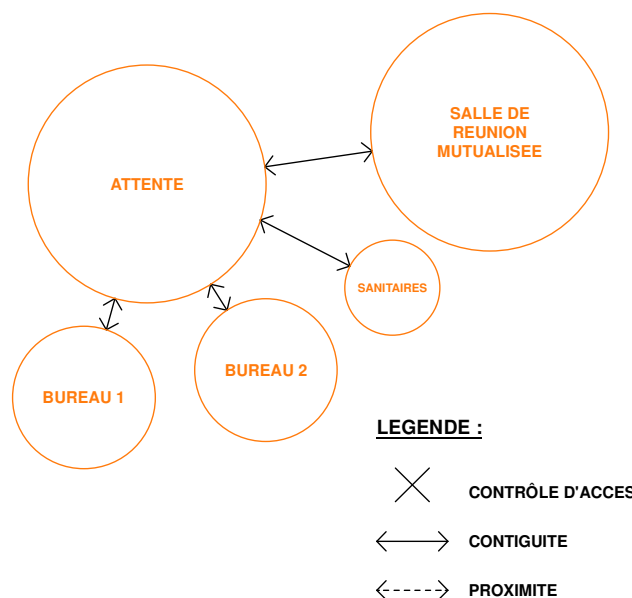 SALLE DE
REUNION
MUTUALISEE
ATTENTE
SANITAIRES
BUREAU 2
BUREAU 1
LEGENDE :
CONTRÔLE D'ACCES
CONTIGUITE
PROXIMITE